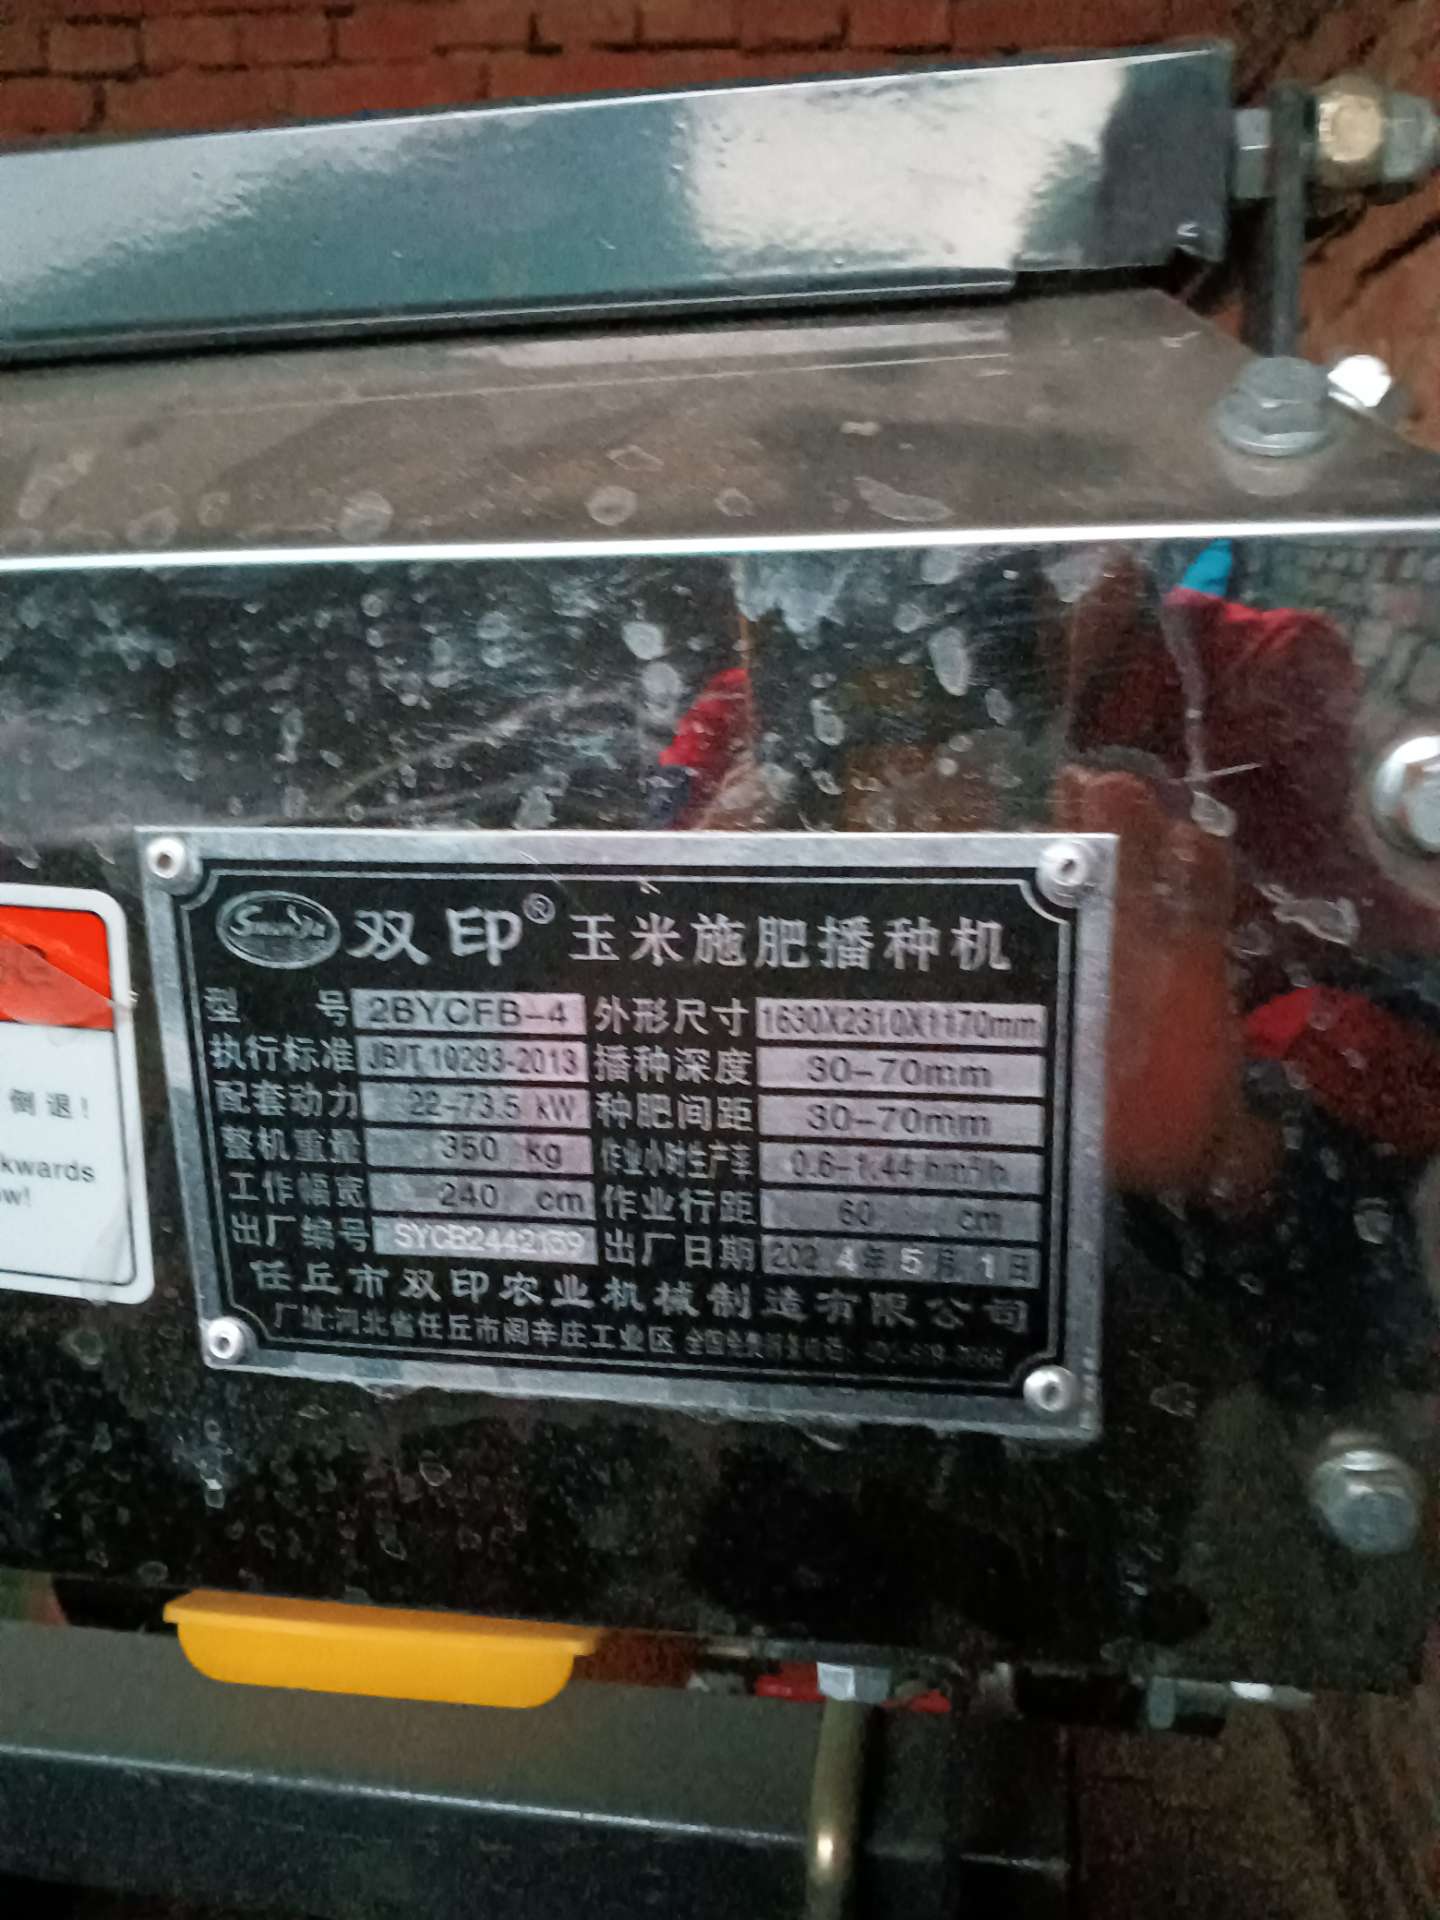 双印® 玉米施肥播种机
型 号 2BYCFB-4 外形尺寸 1630X2310X1170mm
执行标准 JB/T 10293-2013 播种深度 30-70mm
配套动力 22-73.5 kW 种肥间距 30-70mm
整机重量 350 kg 作业小时生产率 0.6-1.44 hm²/h
工作幅宽 240 cm 作业行距 60 cm
出厂编号 SYCB2442159 出厂日期 2024年5月1日
任丘市双印农业机械制造有限公司
厂址:河北省任丘市阁辛庄工业区
倒退!
kwards
ow!